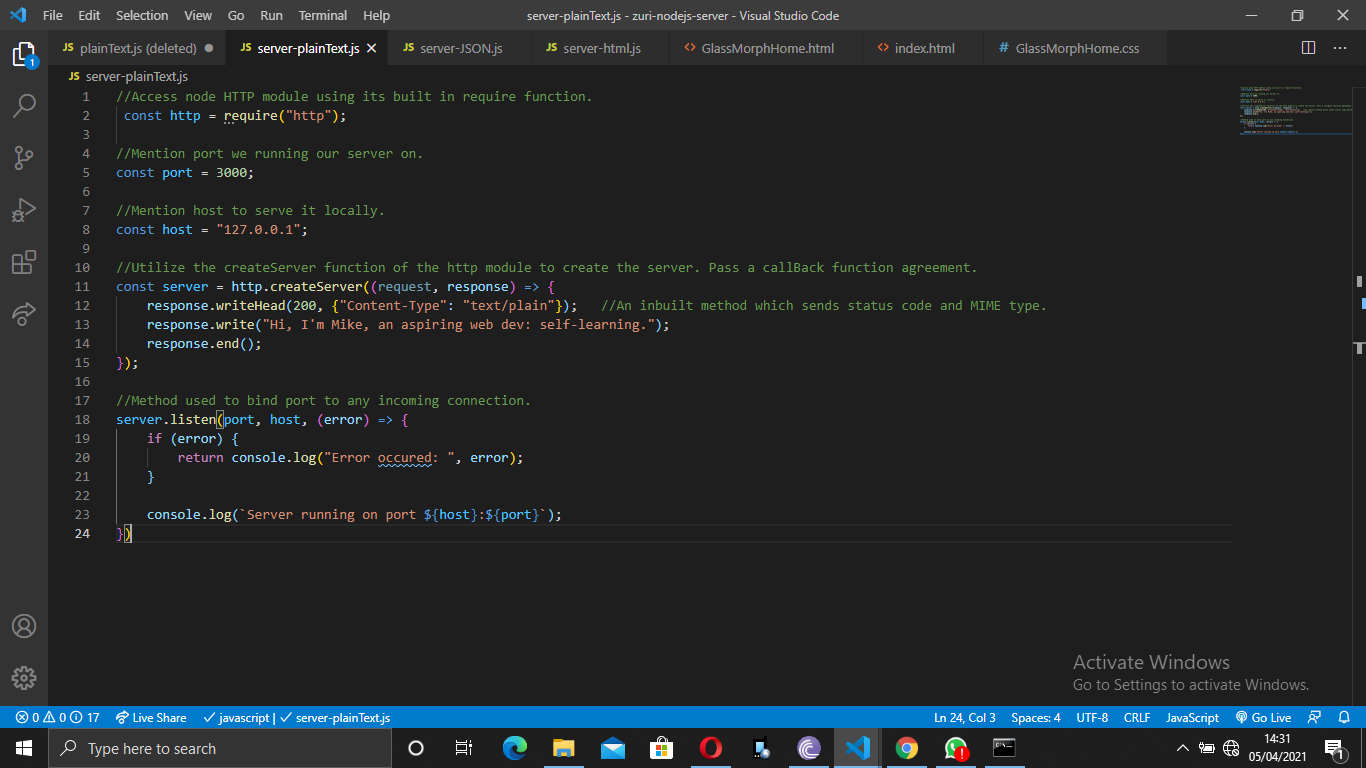 File Edit Selection View Go Run Terminal Help server-plainText.js - zuri-nodejs-server - Visual Studio Code
JS plainText.js (deleted) JS server-plainText.js JS server-JSON.js JS server-html.js <> GlassMorphHome.html <> index.html # GlassMorphHome.css
1
JS server-plainText.js
1 //Access node HTTP module using its built in require function.
2 const http = require("http");
3
4 //Mention port we running our server on.
5 const port = 3000;
6
7 //Mention host to serve it locally.
8 const host = "127.0.0.1";
9
10 //Utilize the createServer function of the http module to create the server. Pass a callBack function agreement.
11 const server = http.createServer((request, response) => {
12 response.writeHead(200, {"Content-Type": "text/plain"}); //An inbuilt method which sends status code and MIME type.
13 response.write("Hi, I'm Mike, an aspiring web dev: self-learning.");
14 response.end();
15 });
16
17 //Method used to bind port to any incoming connection.
18 server.listen(port, host, (error) => {
19 if (error) {
20 return console.log("Error occured: ", error);
21 }
22
23 console.log(`Server running on port ${host}:${port}`);
24 })
Activate Windows
Go to Settings to activate Windows.
0 0 17 Live Share javascript | server-plainText.js Ln 24, Col 3 Spaces: 4 UTF-8 CRLF JavaScript Go Live
Type here to search 14:31
05/04/2021 1